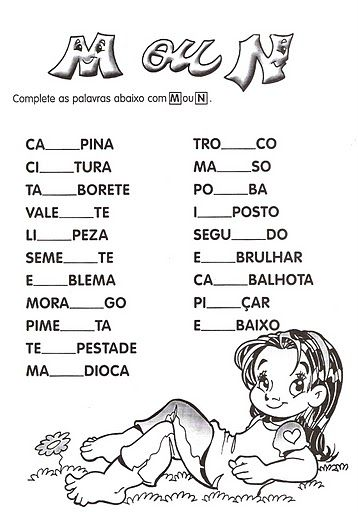 M ou N
Complete as palavras abaixo com M ou N.
CA____PINA
CI____TURA
TA____BORETE
VALE____TE
LI____PEZA
SEME____TE
E____BLEMA
MORA____GO
PIME____TA
TE____PESTADE
MA____DIOCA
TRO____CO
MA____SO
PO____BA
I____POSTO
SEGU____DO
E____BRULHAR
CA____BALHOTA
PI____ÇAR
E____BAIXO